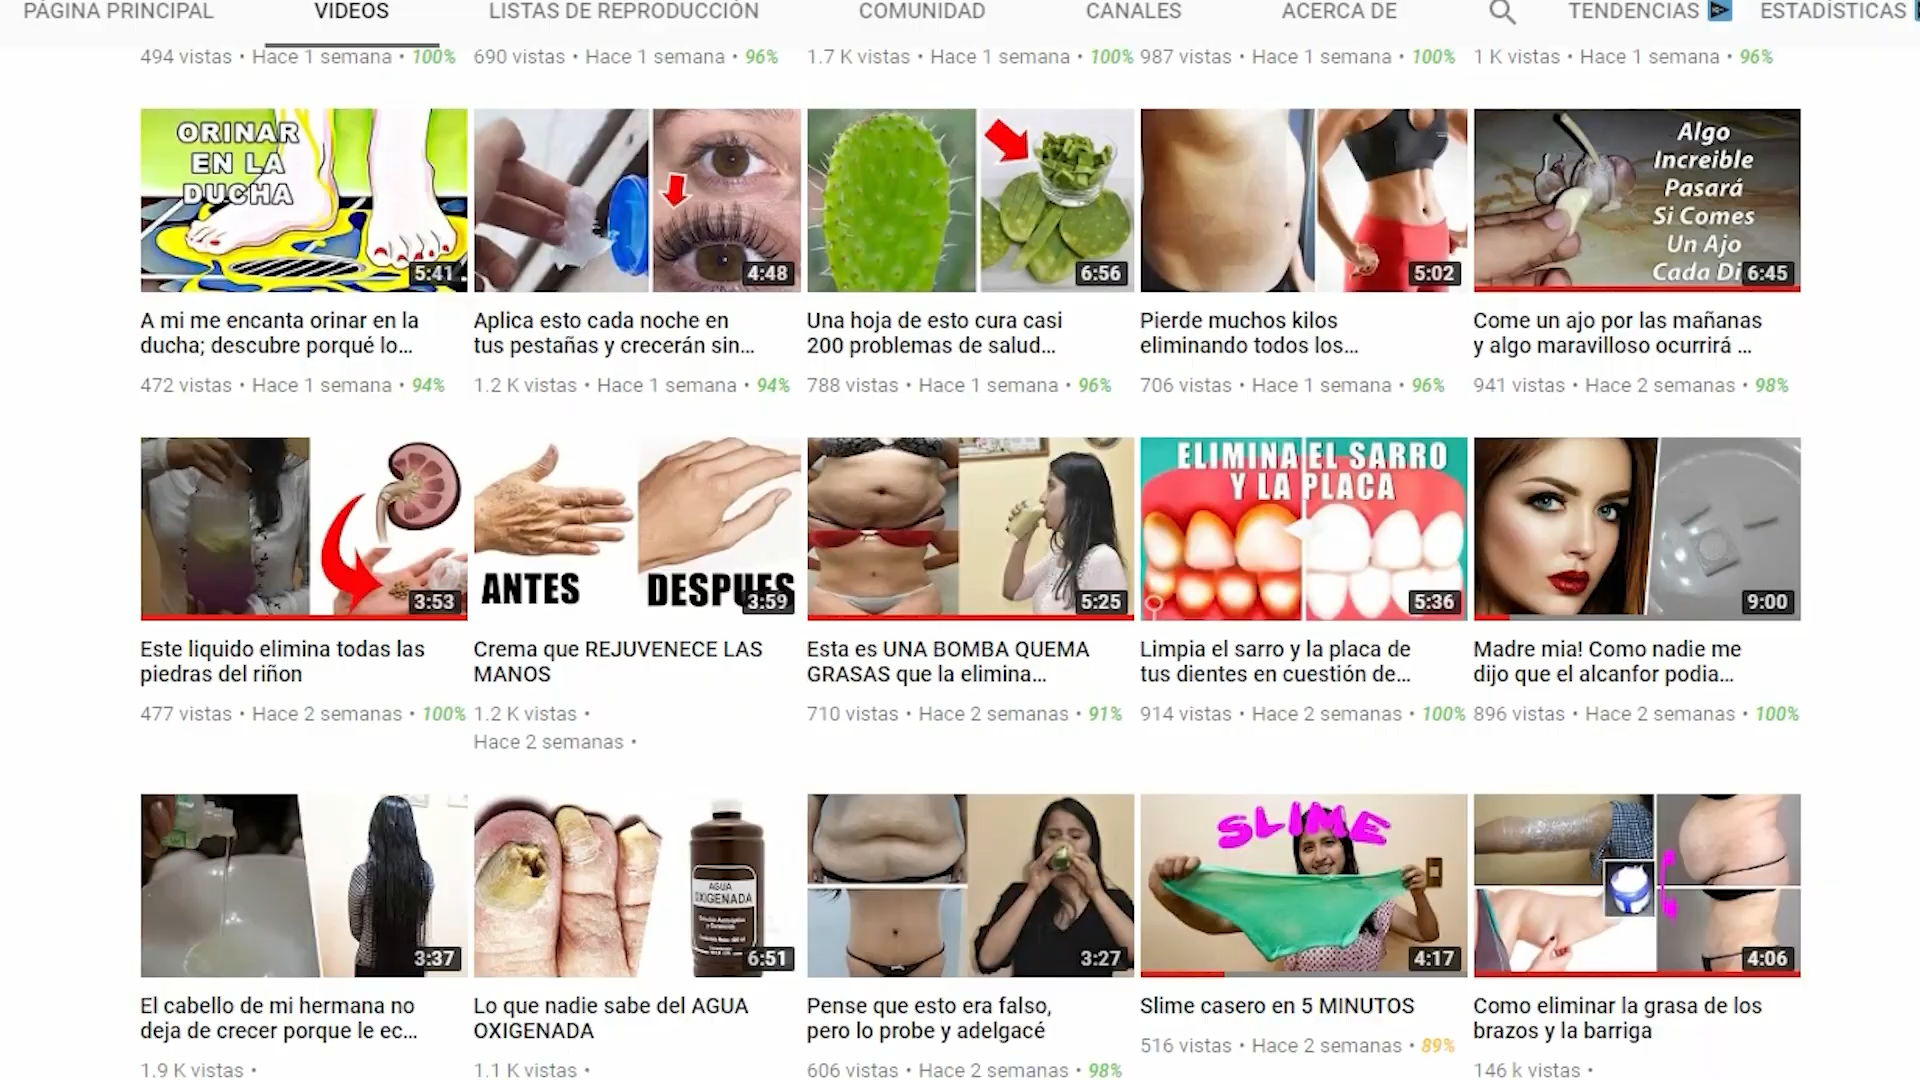 PÁGINA PRINCIPAL VIDEOS LISTAS DE REPRODUCCIÓN COMUNIDAD CANALES ACERCA DE TENDENCIAS ESTADÍSTICAS
494 vistas • Hace 1 semana • 100% 690 vistas • Hace 1 semana • 96% 1.7 K vistas • Hace 1 semana • 100% 987 vistas • Hace 1 semana • 100% 1 K vistas • Hace 1 semana • 96%
ORINAR
EN LA
DUCHA
5:41
4:48
6:56
5:02
Algo
Increible
Pasará
Si Comes
Un Ajo
Cada Di
6:45
A mi me encanta orinar en la
ducha; descubre porqué lo...
472 vistas • Hace 1 semana • 94%
Aplica esto cada noche en
tus pestañas y crecerán sin...
1.2 K vistas • Hace 1 semana • 94%
Una hoja de esto cura casi
200 problemas de salud...
788 vistas • Hace 1 semana • 96%
Pierde muchos kilos
eliminando todos los...
706 vistas • Hace 1 semana • 96%
Come un ajo por las mañanas
y algo maravilloso ocurrirá ...
941 vistas • Hace 2 semanas • 98%
3:53
ANTES DESPUES
3:59
5:25
ELIMINA EL SARRO
Y LA PLACA
5:36
9:00
Este liquido elimina todas las
piedras del riñon
477 vistas • Hace 2 semanas • 100%
Crema que REJUVENECE LAS
MANOS
1.2 K vistas •
Hace 2 semanas •
Esta es UNA BOMBA QUEMA
GRASAS que la elimina...
710 vistas • Hace 2 semanas • 91%
Limpia el sarro y la placa de
tus dientes en cuestión de...
914 vistas • Hace 2 semanas • 100%
Madre mia! Como nadie me
dijo que el alcanfor podia...
896 vistas • Hace 2 semanas • 100%
3:37
AGUA
OXIGENADA
6:51
3:27
SLIME
4:17
4:06
El cabello de mi hermana no
deja de crecer porque le ec...
1.9 K vistas •
Lo que nadie sabe del AGUA
OXIGENADA
1.1 K vistas •
Pense que esto era falso,
pero lo probe y adelgacé
606 vistas • Hace 2 semanas • 98%
Slime casero en 5 MINUTOS
516 vistas • Hace 2 semanas • 89%
Como eliminar la grasa de los
brazos y la barriga
146 k vistas •